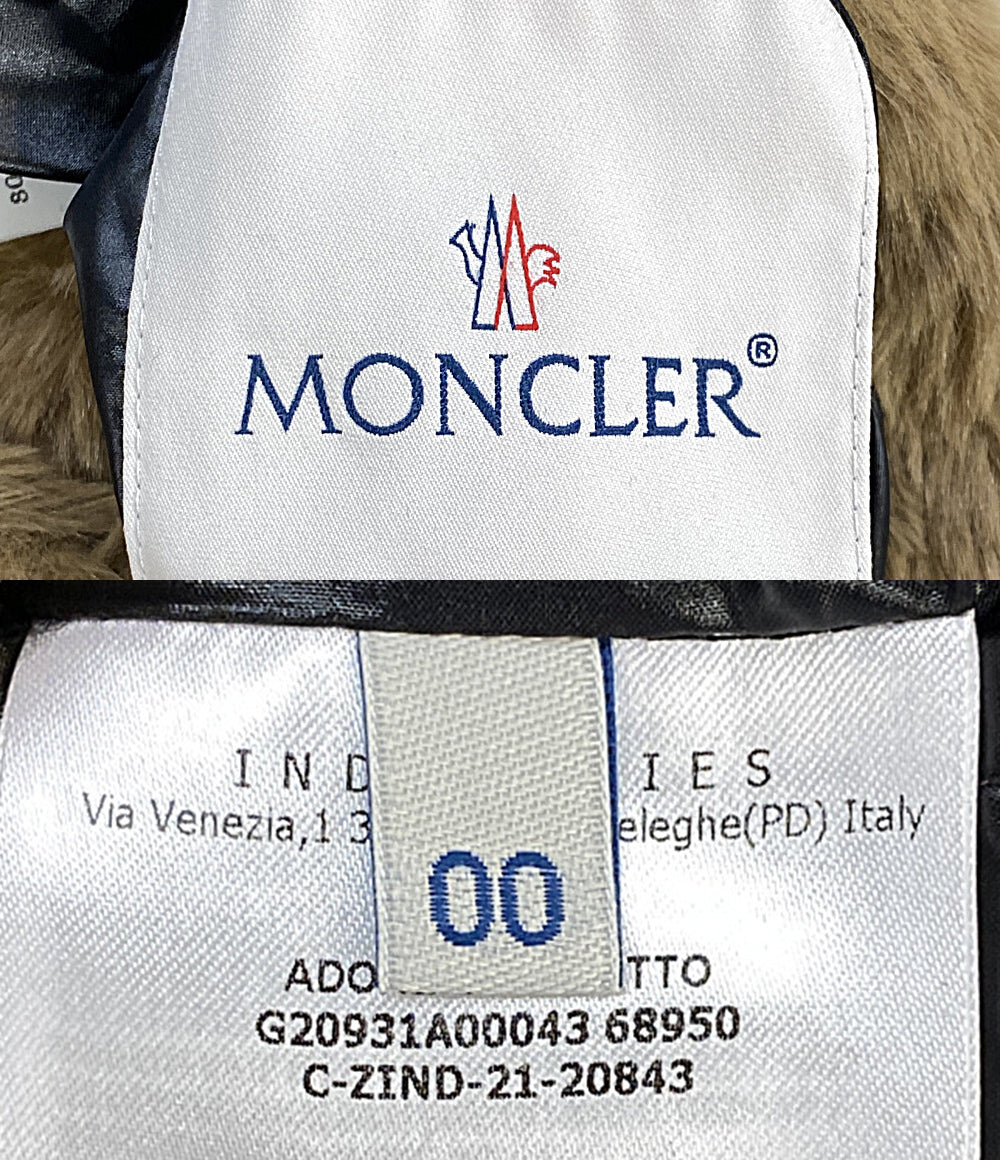 MONCLER®
I N D I E S
Via Venezia,1 3 eleghe(PD) Italy
00
ADO TTO
G20931A00043 68950
C-ZIND-21-20843